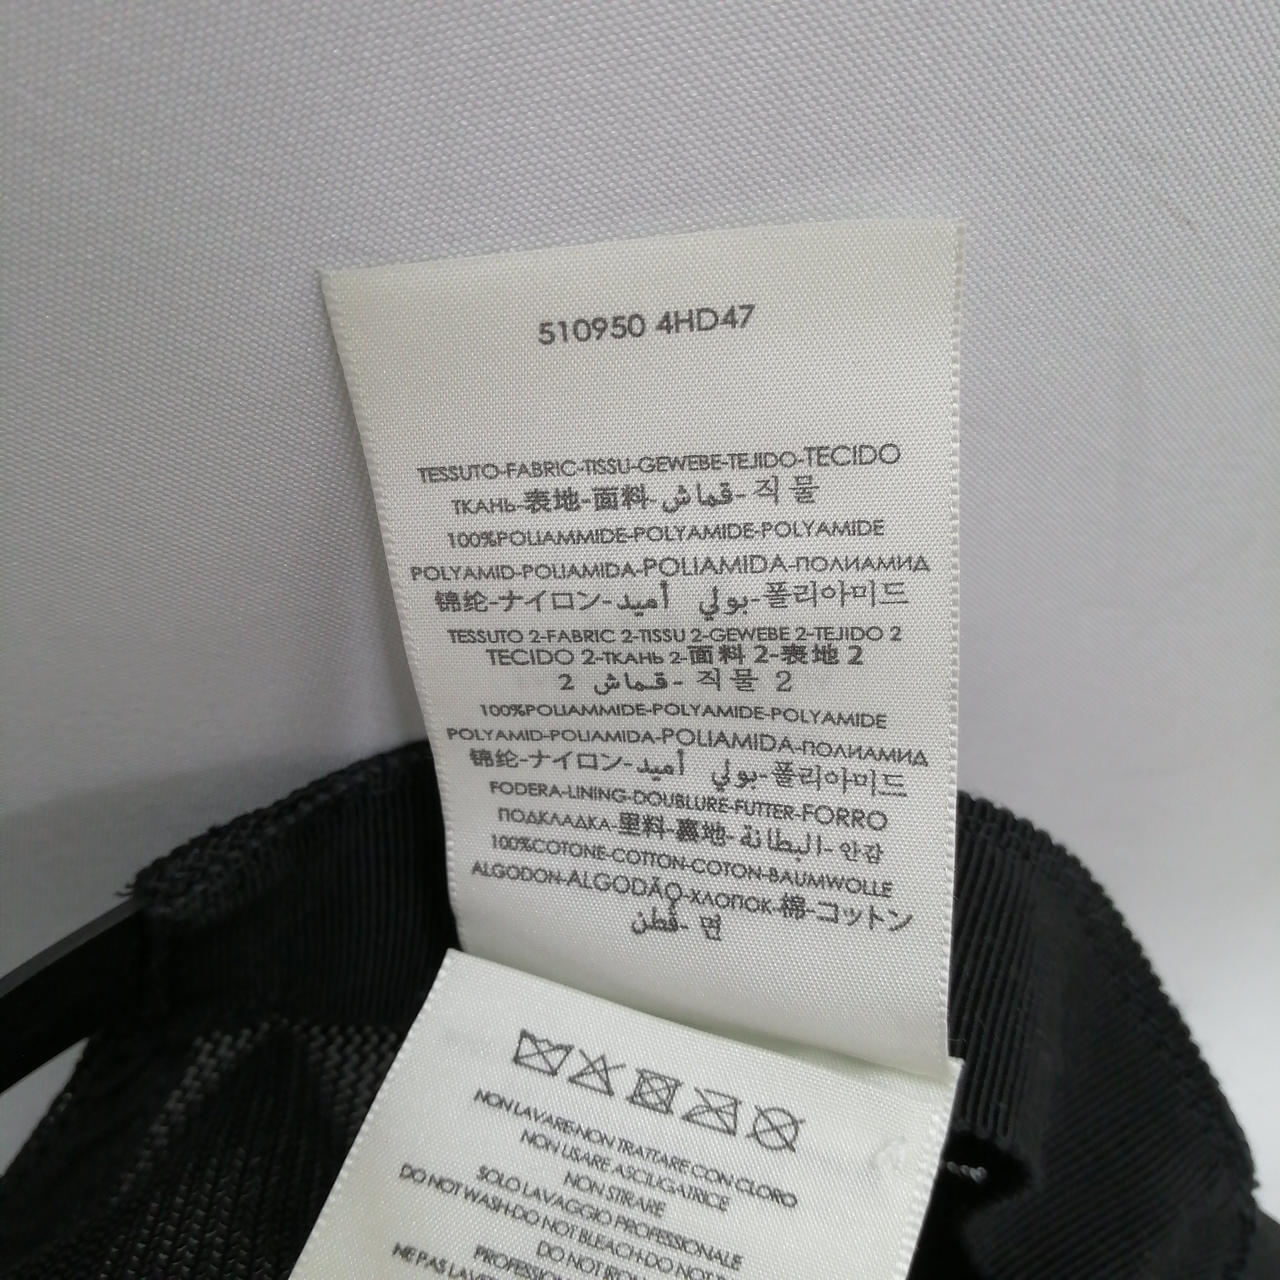 510950 4HD47
TESSUTO-FABRIC-TISSU-GEWEBE-TEJIDO-TECIDO
ТКАНЬ-表地-面料-قماش-직물
100%POLIAMMIDE-POLYAMIDE-POLYAMIDE
POLYAMID-POLIAMIDA-POLIAMIDA-ПОЛИАМИД
锦纶-ナイロン-بولي أميد-폴리아미드
TESSUTO 2-FABRIC 2-TISSU 2-GEWEBE 2-TEJIDO 2
TECIDO 2-ТКАНЬ 2-面料 2-表地 2
2 قماش-직물 2
100%POLIAMMIDE-POLYAMIDE-POLYAMIDE
POLYAMID-POLIAMIDA-POLIAMIDA-ПОЛИАМИД
锦纶-ナイロン-بولي أميد-폴리아미드
FODERA-LINING-DOUBLURE-FUTTER-FORRO
ПОДКЛАДКА-里料-裏地-البطانة-안감
100%COTONE-COTTON-COTON-BAUMWOLLE
ALGODON-ALGODÃO-ХЛОПОК-棉-コットン
قطن-면
NON LAVARE-NON TRATTARE CON CLORO
NON USARE ASCIUGATRICE
NON STIRARE
SOLO LAVAGGIO PROFESSIONALE
DO NOT WASH-DO NOT BLEACH-DO NOT
DO NOT IRON
NE PAS